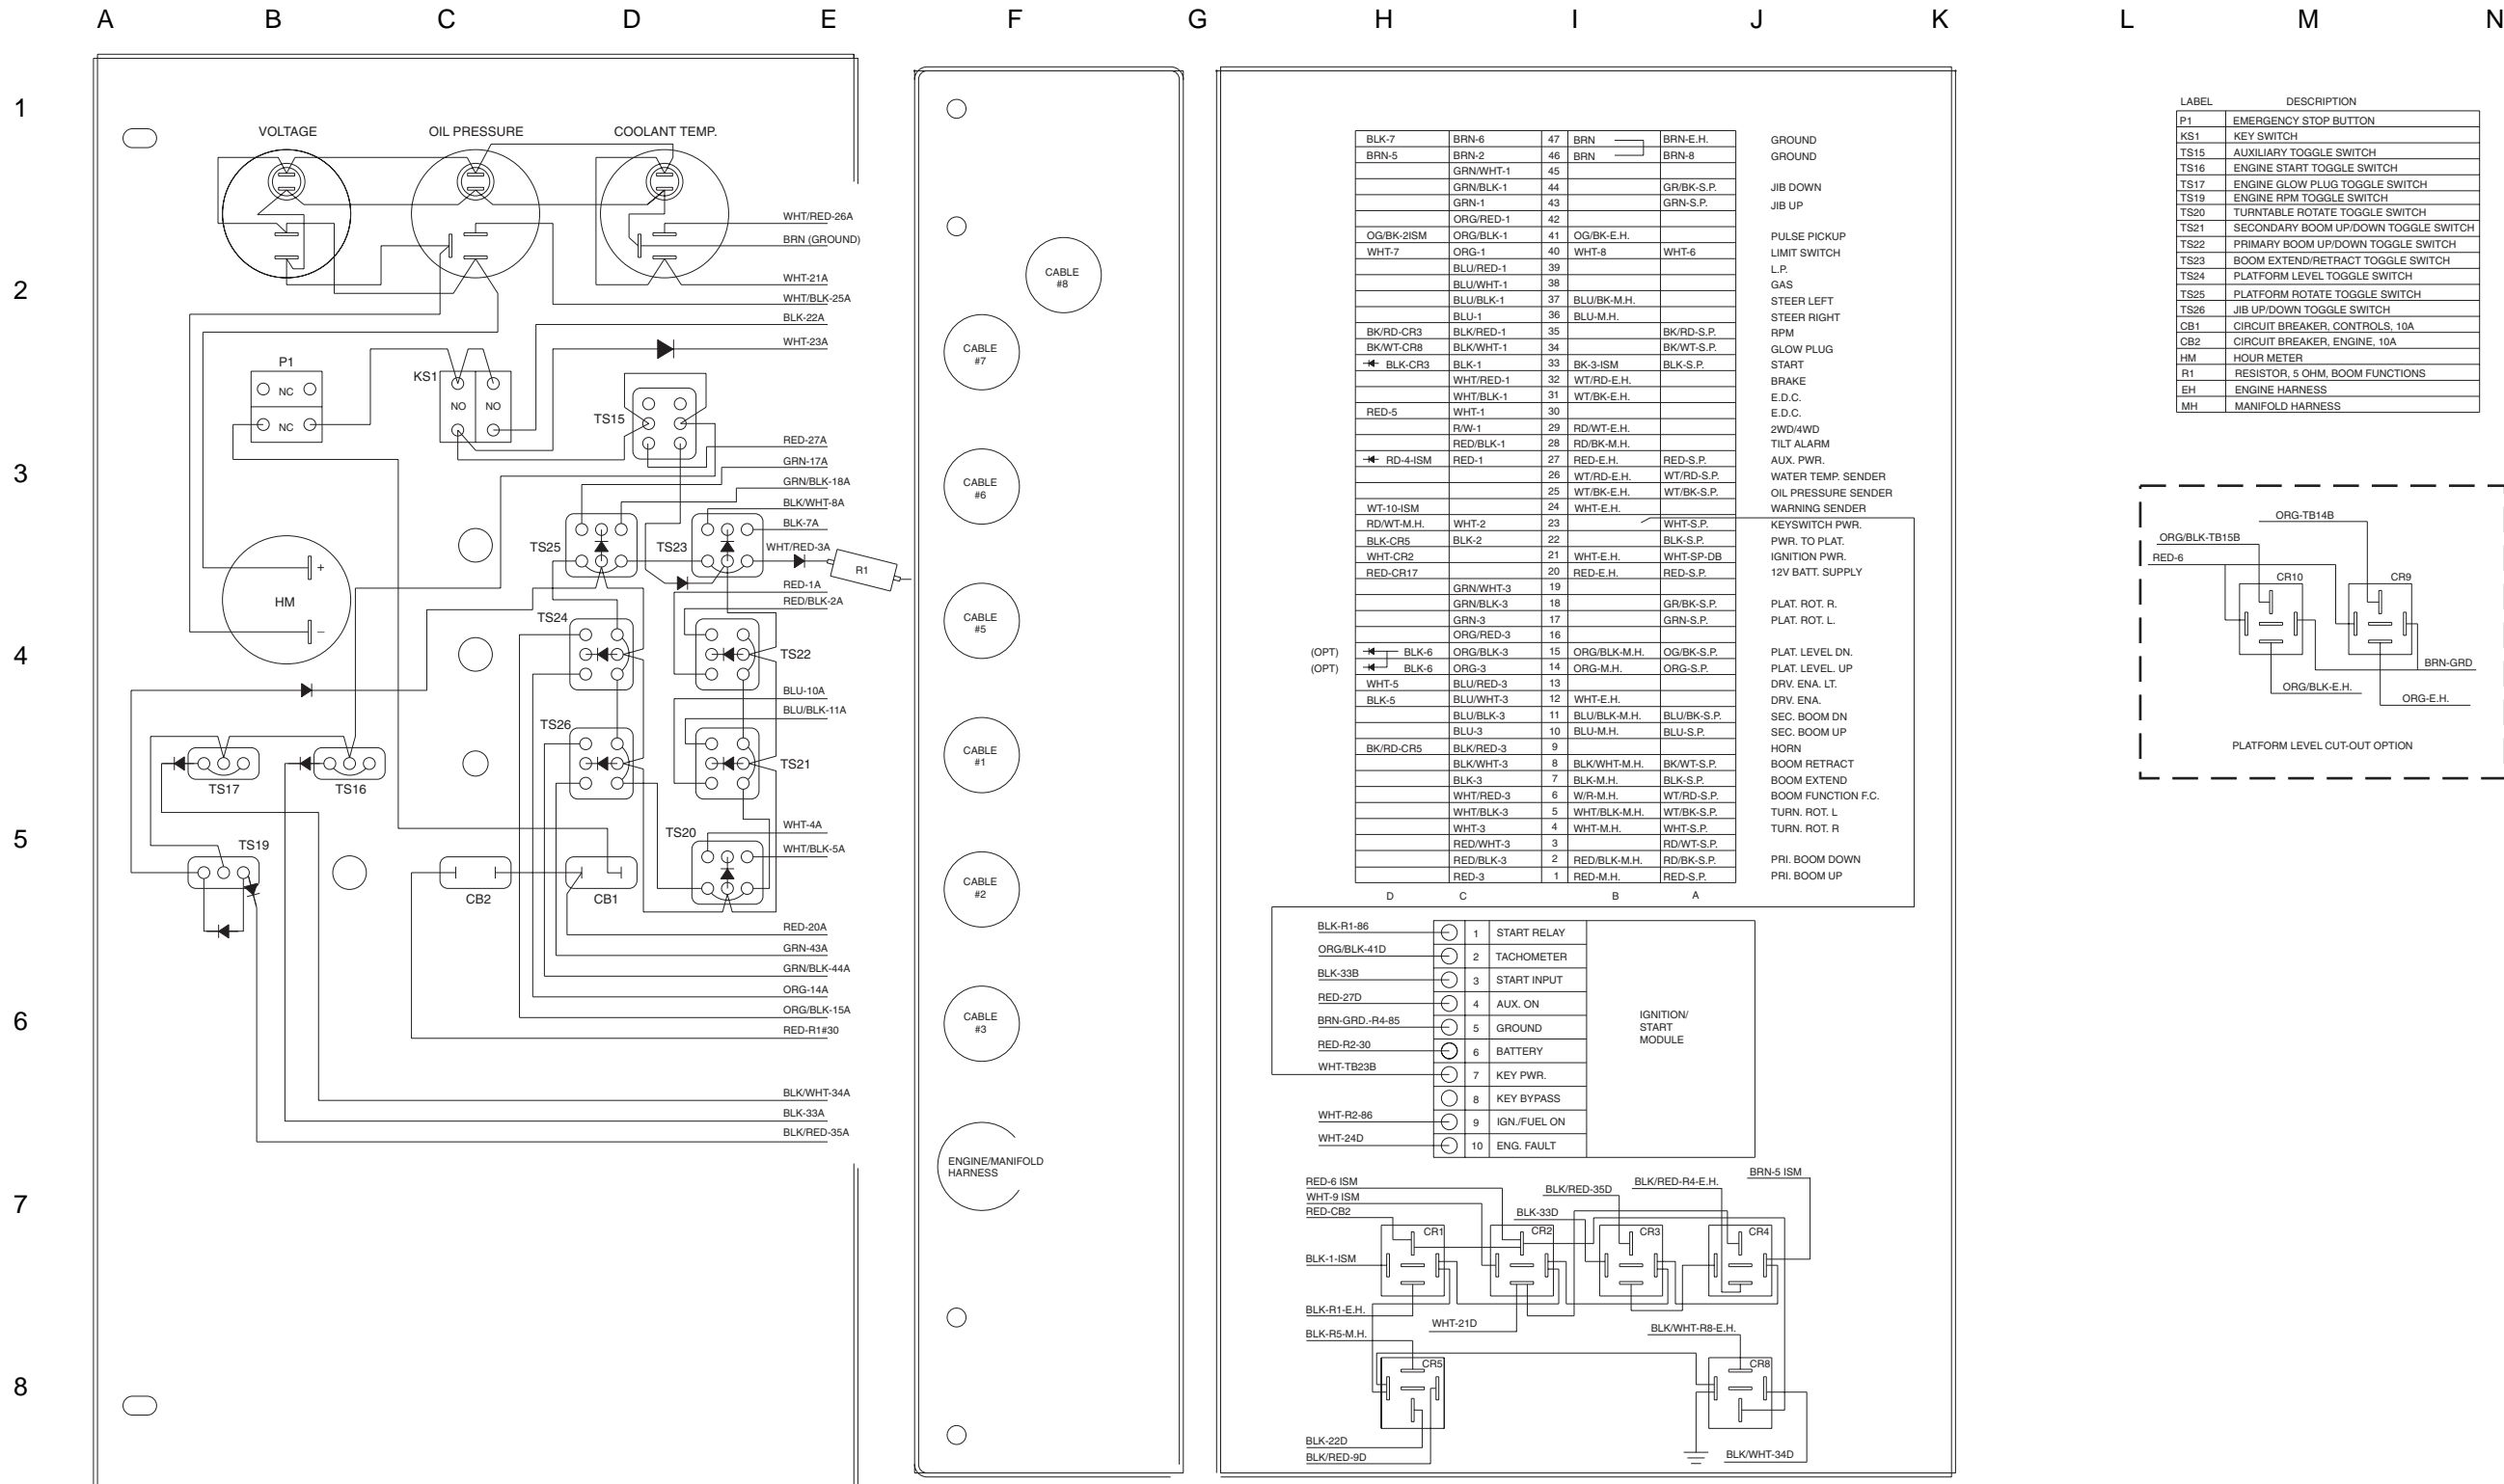 A B C D E F G H I J K L M N
1
2
3
4
5
6
7
8
VOLTAGE OIL PRESSURE COOLANT TEMP.
WHT/RED-26A
BRN (GROUND)
WHT-21A
WHT/BLK-25A
BLK-22A
WHT-23A
P1
NC
NC
KS1
NO NO
TS15
RED-27A
GRN-17A
GRN/BLK-18A
BLK/WHT-8A
BLK-7A
TS25 TS23 WHT/RED-3A
R1
RED-1A
RED/BLK-2A
HM
+
−
TS24
TS22
BLU-10A
BLU/BLK-11A
TS26
TS21
TS17 TS16
TS20 WHT-4A
WHT/BLK-5A
TS19
CB2 CB1
RED-20A
GRN-43A
GRN/BLK-44A
ORG-14A
ORG/BLK-15A
RED-R1#30
BLK/WHT-34A
BLK-33A
BLK/RED-35A
CABLE
#8
CABLE
#7
CABLE
#6
CABLE
#5
CABLE
#1
CABLE
#2
CABLE
#3
ENGINE/MANIFOLD
HARNESS
BLK-7 BRN-6 47 BRN BRN-E.H. GROUND
BRN-5 BRN-2 46 BRN BRN-8 GROUND
GRN/WHT-1 45
GRN/BLK-1 44 GR/BK-S.P. JIB DOWN
GRN-1 43 GRN-S.P. JIB UP
ORG/RED-1 42
OG/BK-2ISM ORG/BLK-1 41 OG/BK-E.H. PULSE PICKUP
WHT-7 ORG-1 40 WHT-8 WHT-6 LIMIT SWITCH
BLU/RED-1 39 L.P.
BLU/WHT-1 38 GAS
BLU/BLK-1 37 BLU/BK-M.H. STEER LEFT
BLU-1 36 BLU-M.H. STEER RIGHT
BK/RD-CR3 BLK/RED-1 35 BK/RD-S.P. RPM
BK/WT-CR8 BLK/WHT-1 34 BK/WT-S.P. GLOW PLUG
BLK-CR3 BLK-1 33 BK-3-ISM BLK-S.P. START
WHT/RED-1 32 WT/RD-E.H. BRAKE
WHT/BLK-1 31 WT/BK-E.H. E.D.C.
RED-5 WHT-1 30 E.D.C.
R/W-1 29 RD/WT-E.H. 2WD/4WD
RED/BLK-1 28 RD/BK-M.H. TILT ALARM
RD-4-ISM RED-1 27 RED-E.H. RED-S.P. AUX. PWR.
26 WT/RD-E.H. WT/RD-S.P. WATER TEMP. SENDER
25 WT/BK-E.H. WT/BK-S.P. OIL PRESSURE SENDER
WT-10-ISM 24 WHT-E.H. WARNING SENDER
RD/WT-M.H. WHT-2 23 WHT-S.P. KEYSWITCH PWR.
BLK-CR5 BLK-2 22 BLK-S.P. PWR. TO PLAT.
WHT-CR2 21 WHT-E.H. WHT-SP-DB IGNITION PWR.
RED-CR17 20 RED-E.H. RED-S.P. 12V BATT. SUPPLY
GRN/WHT-3 19
GRN/BLK-3 18 GR/BK-S.P. PLAT. ROT. R.
GRN-3 17 GRN-S.P. PLAT. ROT. L.
ORG/RED-3 16
(OPT) BLK-6 ORG/BLK-3 15 ORG/BLK-M.H. OG/BK-S.P. PLAT. LEVEL DN.
(OPT) BLK-6 ORG-3 14 ORG-M.H. ORG-S.P. PLAT. LEVEL. UP
WHT-5 BLU/RED-3 13 DRV. ENA. LT.
BLK-5 BLU/WHT-3 12 WHT-E.H. DRV. ENA.
BLU/BLK-3 11 BLU/BLK-M.H. BLU/BK-S.P. SEC. BOOM DN
BLU-3 10 BLU-M.H. BLU-S.P. SEC. BOOM UP
BK/RD-CR5 BLK/RED-3 9 HORN
BLK/WHT-3 8 BLK/WHT-M.H. BK/WT-S.P. BOOM RETRACT
BLK-3 7 BLK-M.H. BLK-S.P. BOOM EXTEND
WHT/RED-3 6 W/R-M.H. WT/RD-S.P. BOOM FUNCTION F.C.
WHT/BLK-3 5 WHT/BLK-M.H. WT/BK-S.P. TURN. ROT. L
WHT-3 4 WHT-M.H. WHT-S.P. TURN. ROT. R
RED/WHT-3 3 RD/WT-S.P.
RED/BLK-3 2 RED/BLK-M.H. RD/BK-S.P. PRI. BOOM DOWN
RED-3 1 RED-M.H. RED-S.P. PRI. BOOM UP
D C B A
BLK-R1-86 1 START RELAY
ORG/BLK-41D 2 TACHOMETER
BLK-33B 3 START INPUT
RED-27D 4 AUX. ON
BRN-GRD.-R4-85 5 GROUND
RED-R2-30 6 BATTERY
WHT-TB23B 7 KEY PWR.
8 KEY BYPASS
WHT-R2-86 9 IGN./FUEL ON
WHT-24D 10 ENG. FAULT
IGNITION/
START
MODULE
RED-6 ISM
WHT-9 ISM
RED-CB2
BLK/RED-35D
BLK/RED-R4-E.H.
BRN-5 ISM
BLK-33D
CR1 CR2 CR3 CR4
BLK-1-ISM
BLK-R1-E.H.
WHT-21D
BLK-R5-M.H.
BLK/WHT-R8-E.H.
CR5 CR8
BLK-22D
BLK/RED-9D
BLK/WHT-34D
LABEL DESCRIPTION
P1 EMERGENCY STOP BUTTON
KS1 KEY SWITCH
TS15 AUXILIARY TOGGLE SWITCH
TS16 ENGINE START TOGGLE SWITCH
TS17 ENGINE GLOW PLUG TOGGLE SWITCH
TS19 ENGINE RPM TOGGLE SWITCH
TS20 TURNTABLE ROTATE TOGGLE SWITCH
TS21 SECONDARY BOOM UP/DOWN TOGGLE SWITCH
TS22 PRIMARY BOOM UP/DOWN TOGGLE SWITCH
TS23 BOOM EXTEND/RETRACT TOGGLE SWITCH
TS24 PLATFORM LEVEL TOGGLE SWITCH
TS25 PLATFORM ROTATE TOGGLE SWITCH
TS26 JIB UP/DOWN TOGGLE SWITCH
CB1 CIRCUIT BREAKER, CONTROLS, 10A
CB2 CIRCUIT BREAKER, ENGINE, 10A
HM HOUR METER
R1 RESISTOR, 5 OHM, BOOM FUNCTIONS
EH ENGINE HARNESS
MH MANIFOLD HARNESS
ORG-TB14B
ORG/BLK-TB15B
RED-6
CR10 CR9
BRN-GRD
ORG/BLK-E.H.
ORG-E.H.
PLATFORM LEVEL CUT-OUT OPTION